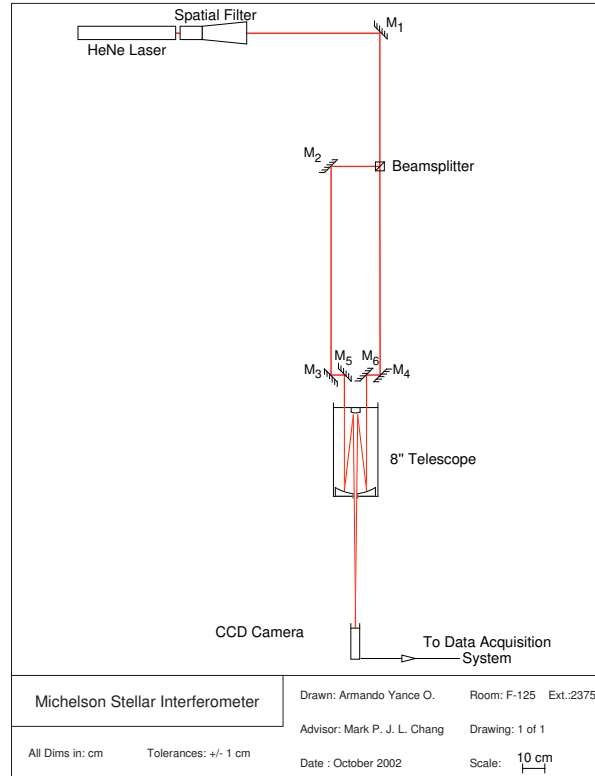 Spatial Filter
M1
HeNe Laser
M2
Beamsplitter
M5
M6
M3
M4
8" Telescope
CCD Camera
To Data Acquisition
System
Michelson Stellar Interferometer
Drawn: Armando Yance O.
Room: F-125 Ext.:2375
Advisor: Mark P. J. L. Chang
Drawing: 1 of 1
All Dims in: cm
Tolerances: +/- 1 cm
Date : October 2002
Scale:
10 cm